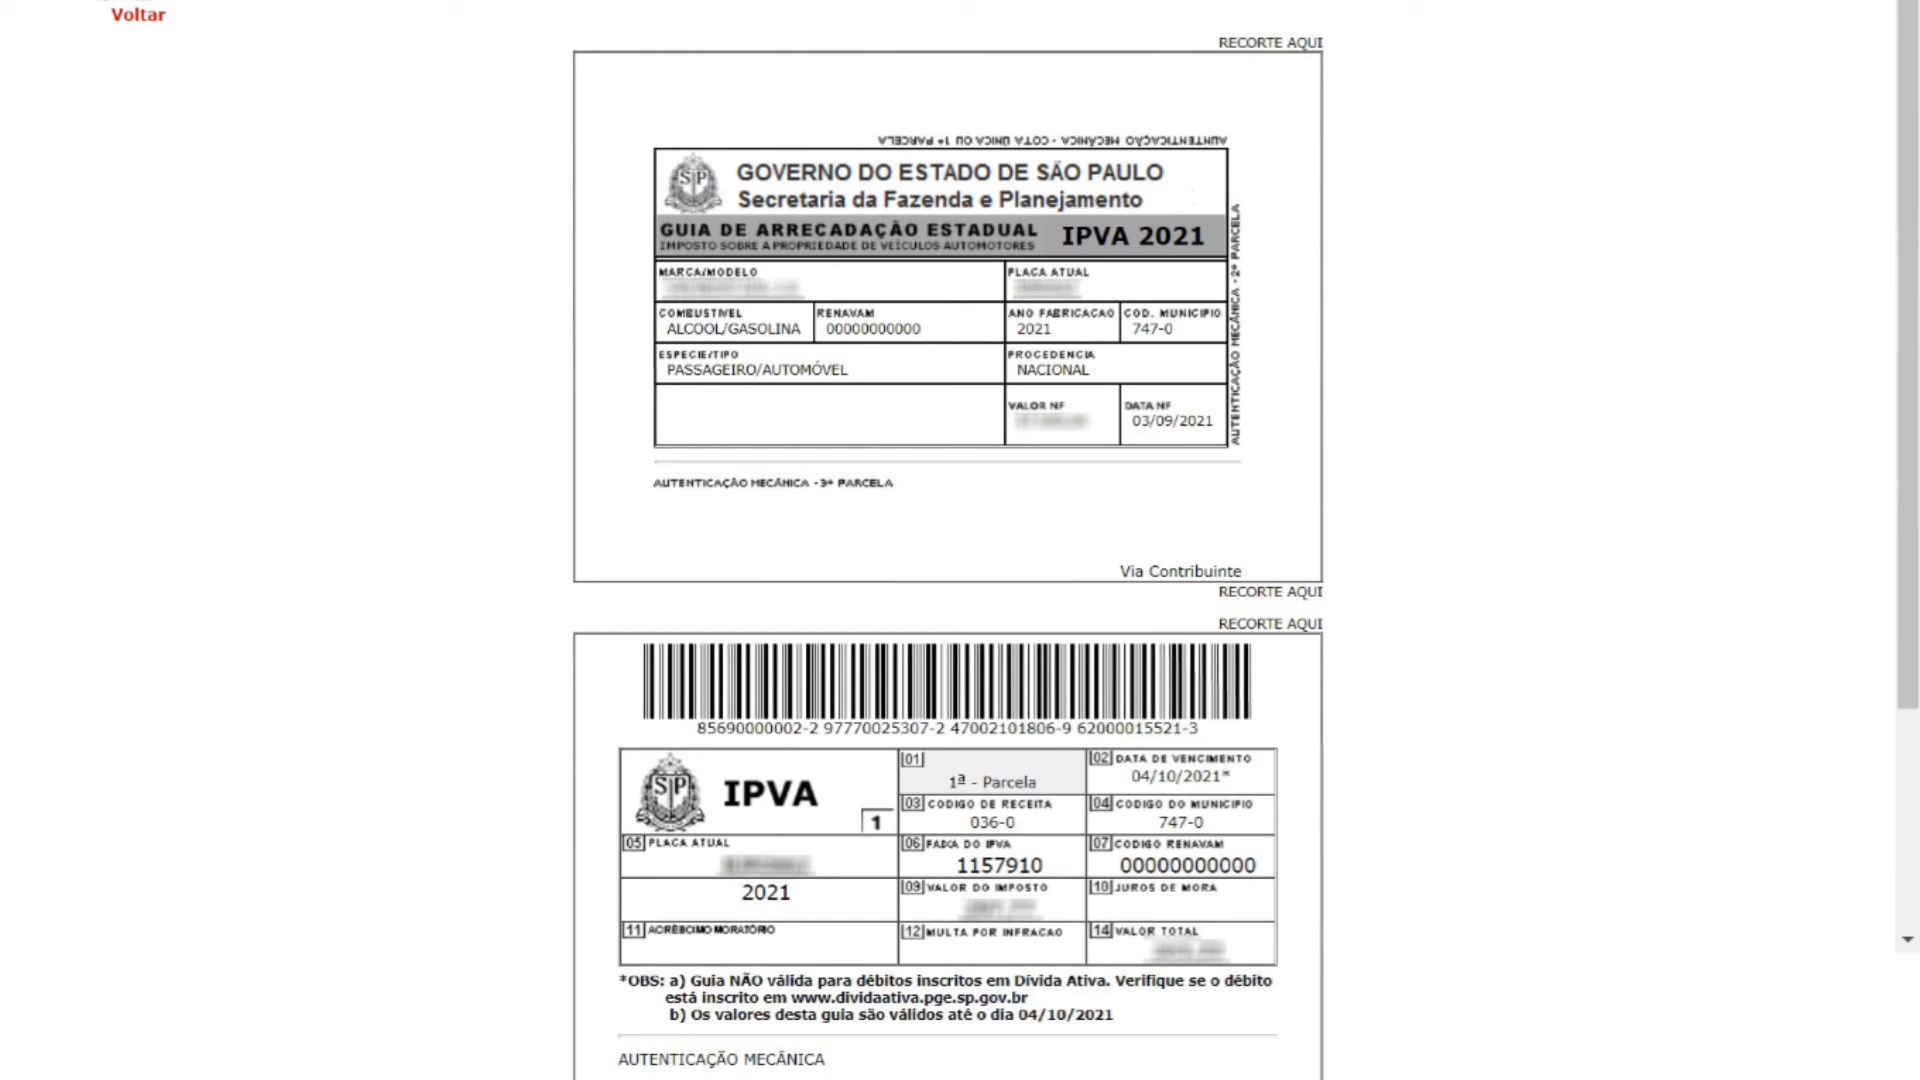 Voltar
RECORTE AQUI
AUNTENTICAÇÃO MECÂNICA - COTA ÚNICA OU 1ª PARCELA
GOVERNO DO ESTADO DE SÃO PAULO
Secretaria da Fazenda e Planejamento
GUIA DE ARRECADAÇÃO ESTADUAL
IMPOSTO SOBRE A PROPRIEDADE DE VEÍCULOS AUTOMOTORES
IPVA 2021
AUTENTICAÇÃO MECÂNICA - 2ª PARCELA
MARCA/MODELO
PLACA ATUAL
COMBUSTIVEL
ALCOOL/GASOLINA
RENAVAM
00000000000
ANO FABRICACAO
2021
COD. MUNICIPIO
747-0
ESPECIE/TIPO
PASSAGEIRO/AUTOMÓVEL
PROCEDENCIA
NACIONAL
VALOR NF
DATA NF
03/09/2021
AUTENTICAÇÃO MECÂNICA - 3ª PARCELA
Via Contribuinte
RECORTE AQUI
RECORTE AQUI
85690000002-2 97770025307-2 47002101806-9 62000015521-3
SP
IPVA
1
[01]
1ª - Parcela
[02] DATA DE VENCIMENTO
04/10/2021*
[03] CODIGO DE RECEITA
036-0
[04] CODIGO DO MUNICIPIO
747-0
[05] PLACA ATUAL
[06] FAIXA DO IPVA
1157910
[07] CODIGO RENAVAM
00000000000
2021
[09] VALOR DO IMPOSTO
[10] JUROS DE MORA
[11] ACRÉSCIMO MORATÓRIO
[12] MULTA POR INFRACAO
[14] VALOR TOTAL
*OBS: a) Guia NÃO válida para débitos inscritos em Dívida Ativa. Verifique se o débito
está inscrito em www.dividaativa.pge.sp.gov.br
b) Os valores desta guia são válidos até o dia 04/10/2021
AUTENTICAÇÃO MECÂNICA